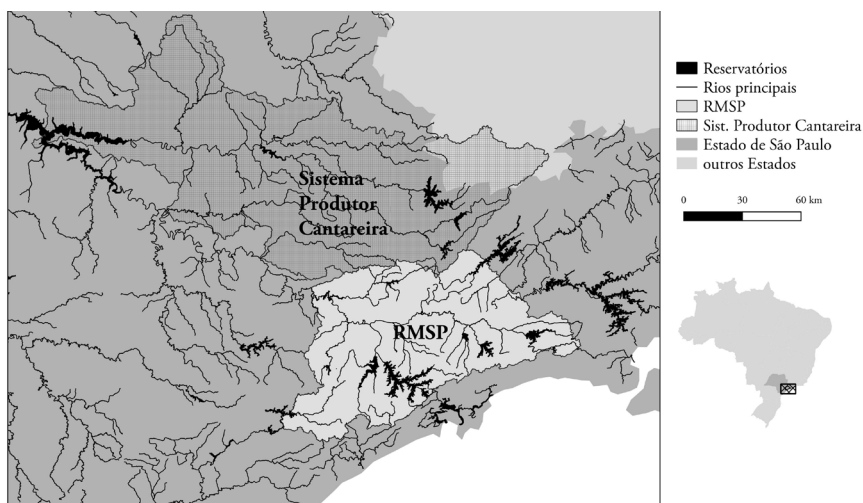 Sistema
Produtor
Cantareira
RMSP
Reservatórios
Rios principais
RMSP
Sist. Produtor Cantareira
Estado de São Paulo
outros Estados
0 30 60 km